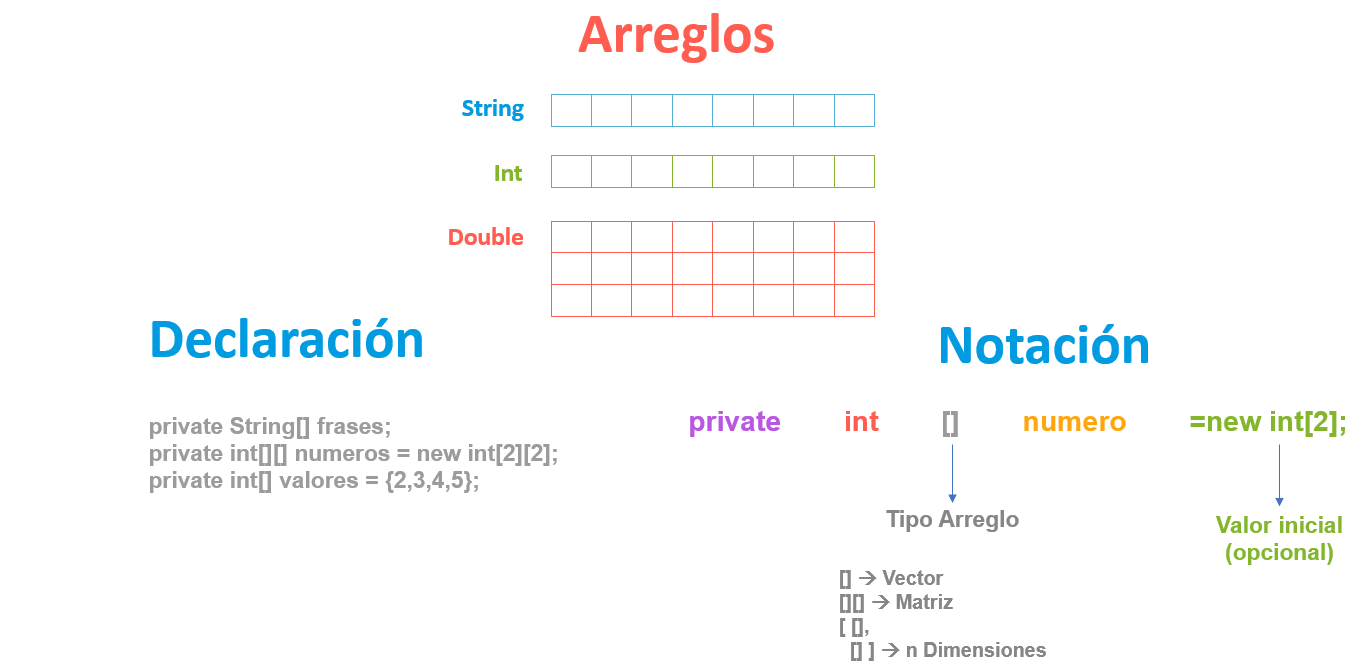 Arreglos
String
Int
Double
Declaración
private String[] frases;
private int[][] numeros = new int[2][2];
private int[] valores = {2,3,4,5};
Notación
private int [] numero =new int[2];
Tipo Arreglo
Valor inicial
(opcional)
[] → Vector
[][] → Matriz
[ [],
[] ] → n Dimensiones